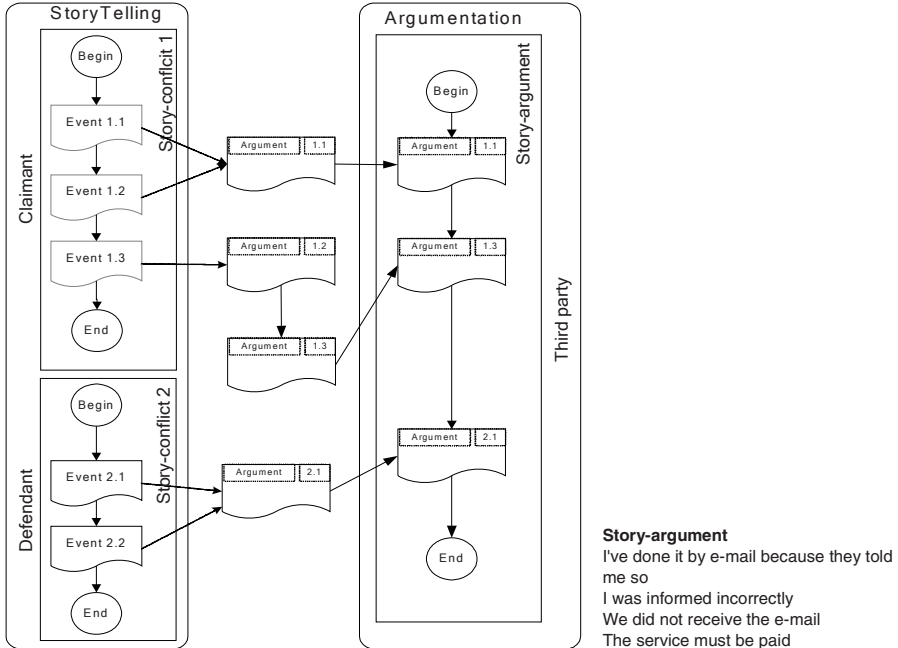 StoryTelling
Claimant
Story-conflcit 1
Begin
Event 1.1
Event 1.2
Event 1.3
End
Defendant
Story-conflict 2
Begin
Event 2.1
Event 2.2
End
Argument 1.1
Argument 1.2
Argument 1.3
Argument 2.1
Argumentation
Story-argument
Begin
Argument 1.1
Argument 1.3
Argument 2.1
End
Third party
Story-argument
I've done it by e-mail because they told
me so
I was informed incorrectly
We did not receive the e-mail
The service must be paid